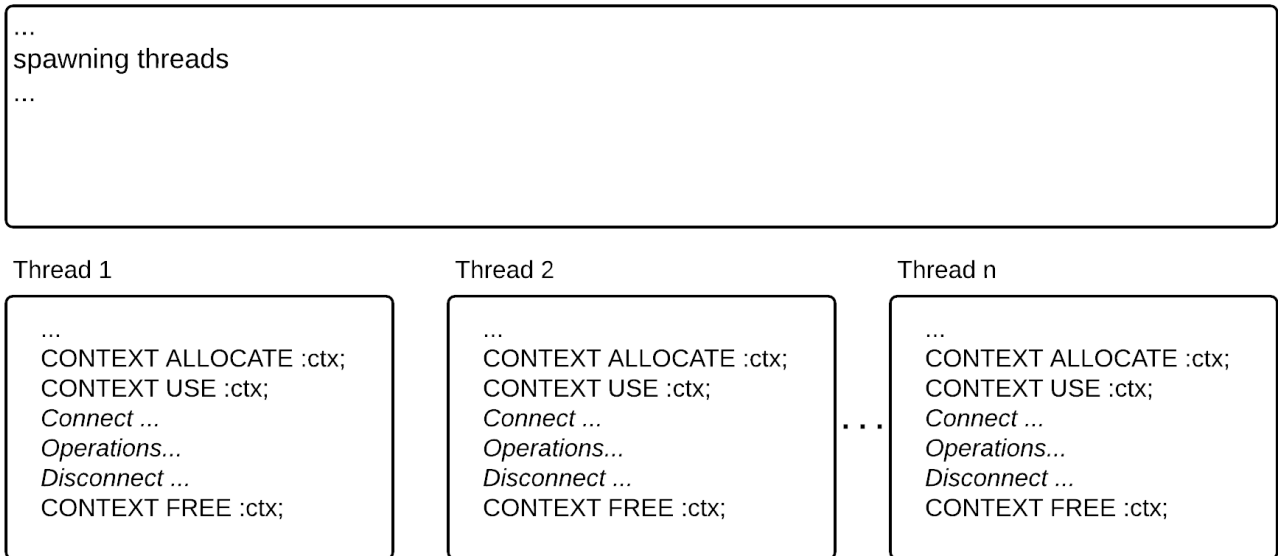 ...
spawning threads
...
Thread 1
...
CONTEXT ALLOCATE :ctx;
CONTEXT USE :ctx;
Connect ...
Operations...
Disconnect ...
CONTEXT FREE :ctx;
Thread 2
...
CONTEXT ALLOCATE :ctx;
CONTEXT USE :ctx;
Connect ...
Operations...
Disconnect ...
CONTEXT FREE :ctx;
...
Thread n
...
CONTEXT ALLOCATE :ctx;
CONTEXT USE :ctx;
Connect ...
Operations...
Disconnect ...
CONTEXT FREE :ctx;